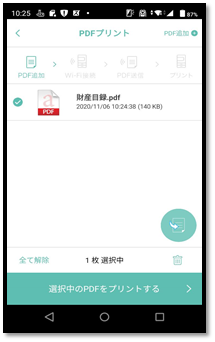 10:25 87%
PDFプリント PDF追加
PDF追加 Wi-Fi接続 PDF送信 プリント
財産目録.pdf
2020/11/06 10:24:38 (140 KB)
PDF
全て解除 1 枚 選択中
選択中のPDFをプリントする